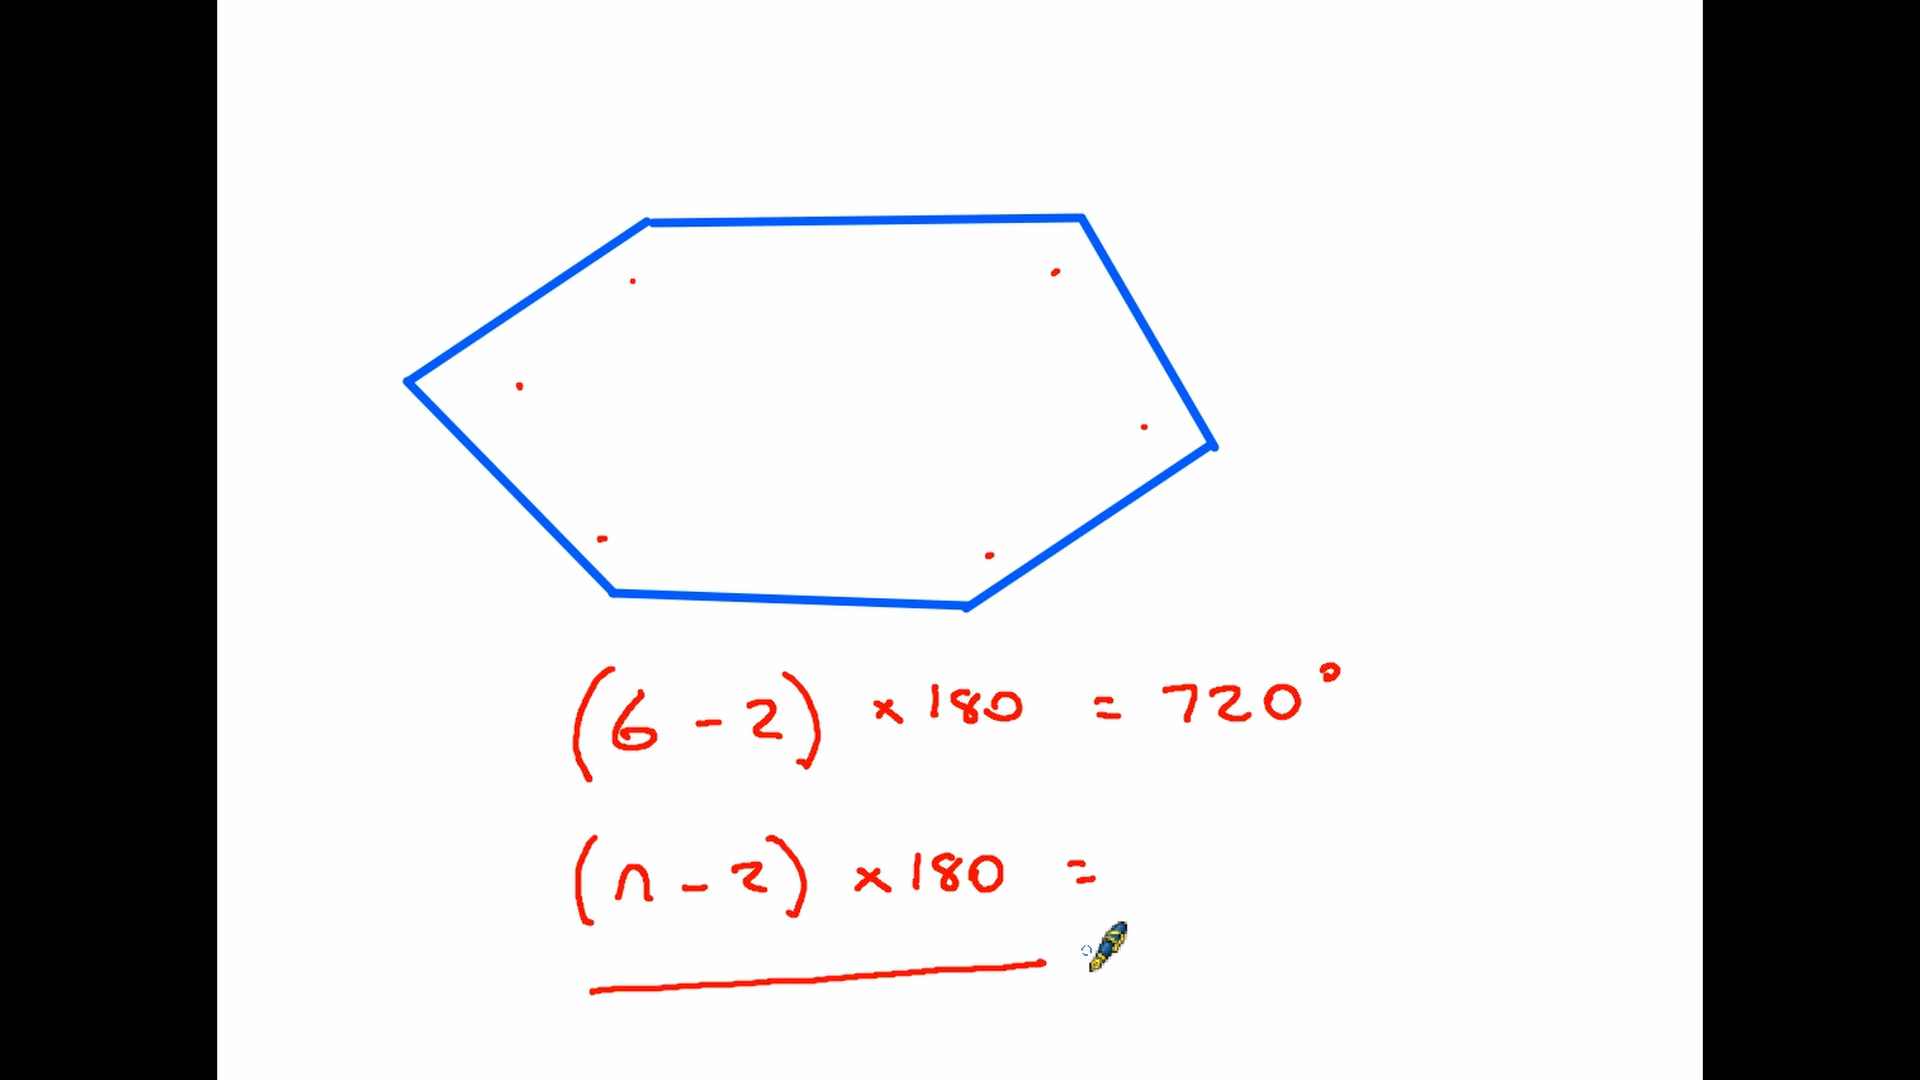 (6 - 2) × 180 = 720°
(n - 2) × 180 =